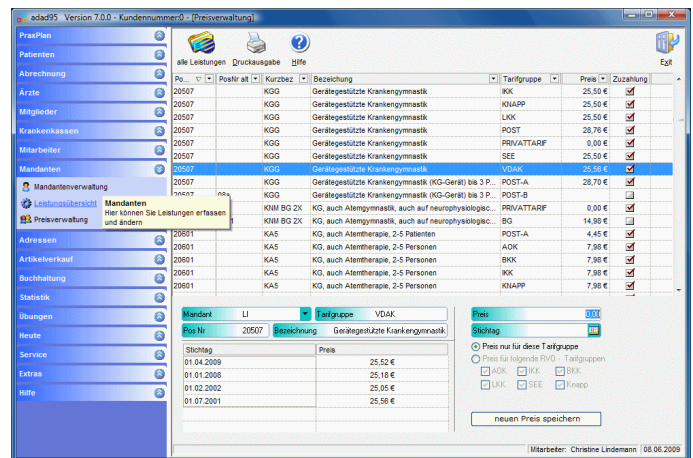 adad95 Version 7.0.0 - Kundennummer:0 - [Preisverwaltung]
PraxPlan
Patienten
Abrechnung
Ärzte
Mitglieder
Krankenkassen
Mitarbeiter
Mandanten
Mandantenverwaltung
Leistungsübersicht
Preisverwaltung
Mandanten
Hier können Sie Leistungen erfassen
und ändern
Adressen
Artikelverkauf
Buchhaltung
Statistik
Übungen
Heute
Service
Extras
Hilfe
alle Leistungen Druckausgabe Hilfe Exit
Po... PosNr alt Kurzbez Bezeichung Tarifgruppe Preis Zuzahlung
20507 KGG Gerätegestützte Krankengymnastik IKK 25,50 €
20507 KGG Gerätegestützte Krankengymnastik KNAPP 25,50 €
20507 KGG Gerätegestützte Krankengymnastik LKK 25,50 €
20507 KGG Gerätegestützte Krankengymnastik POST 28,76 €
20507 KGG Gerätegestützte Krankengymnastik PRIVATTARIF 0,00 €
20507 KGG Gerätegestützte Krankengymnastik SEE 25,50 €
20507 KGG Gerätegestützte Krankengymnastik VDAK 25,56 €
20507 KGG Gerätegestützte Krankengymnastik (KG-Gerät) bis 3 P... POST-A 28,70 €
KGG Gerätegestützte Krankengymnastik (KG-Gerät) bis 3 P... POST-B
KNM BG 2X KG, auch Atemgymnastik, auch auf neurophysiologisc... PRIVATTARIF 0,00 €
KNM BG 2X KG, auch Atemgymnastik, auch auf neurophysiologisc... BG 14,98 €
20601 KA5 KG, auch Atemtherapie, 2-5 Patienten POST-A 4,45 €
20601 KA5 KG, auch Atemtherapie, 2-5 Personen AOK 7,98 €
20601 KA5 KG, auch Atemtherapie, 2-5 Personen BKK 7,98 €
20601 KA5 KG, auch Atemtherapie, 2-5 Personen IKK 7,98 €
20601 KA5 KG, auch Atemtherapie, 2-5 Personen KNAPP 7,98 €
Mandant LI Tarifgruppe VDAK
Pos Nr 20507 Bezeichnung Gerätegestützte Krankengymnastik
Stichtag Preis
01.04.2009 25,52 €
01.01.2008 25,18 €
01.02.2002 25,05 €
01.07.2001 25,56 €
Preis 0,00
Stichtag
Preis nur für diese Tarifgruppe
Preis für folgende RVO - Tarifgruppen
AOK IKK BKK
LKK SEE Knapp
neuen Preis speichern
Mitarbeiter: Christine Lindemann 08.06.2009